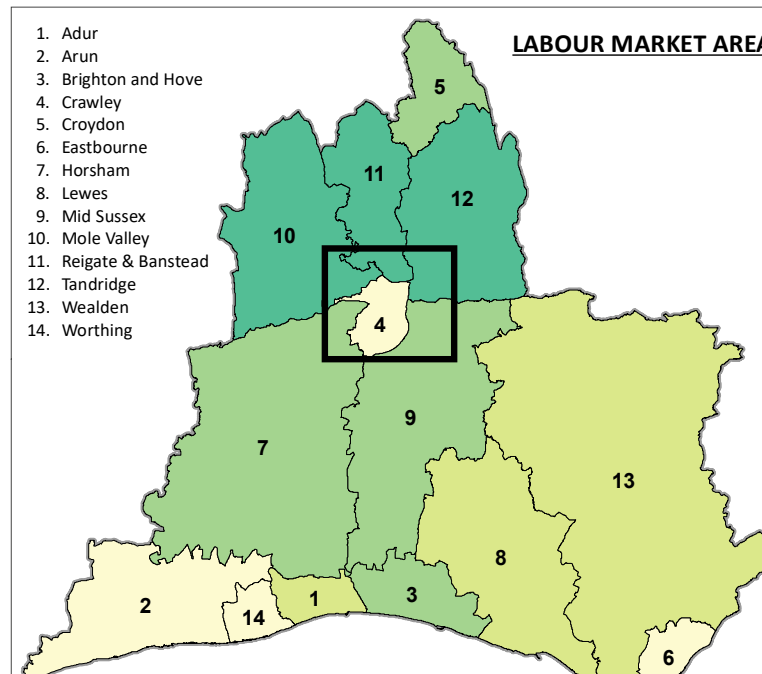 LABOUR MARKET AREA
1. Adur
2. Arun
3. Brighton and Hove
4. Crawley
5. Croydon
6. Eastbourne
7. Horsham
8. Lewes
9. Mid Sussex
10. Mole Valley
11. Reigate & Banstead
12. Tandridge
13. Wealden
14. Worthing
5
11
12
10
4
9
7
13
8
2
14
1
3
6